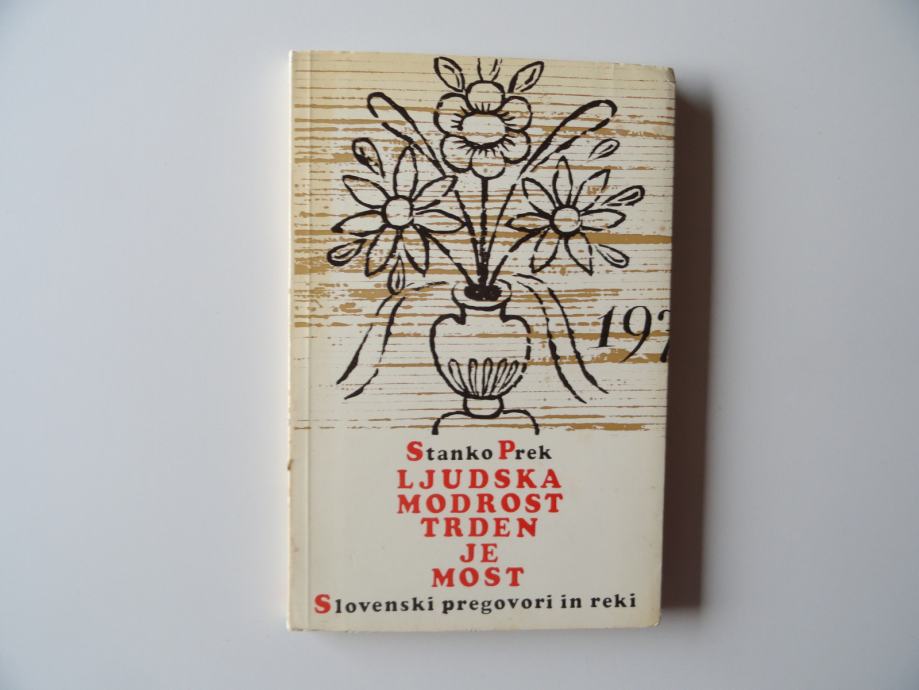 197
Stanko Prek
LJUDSKA
MODROST
TRDEN
JE
MOST
Slovenski pregovori in reki